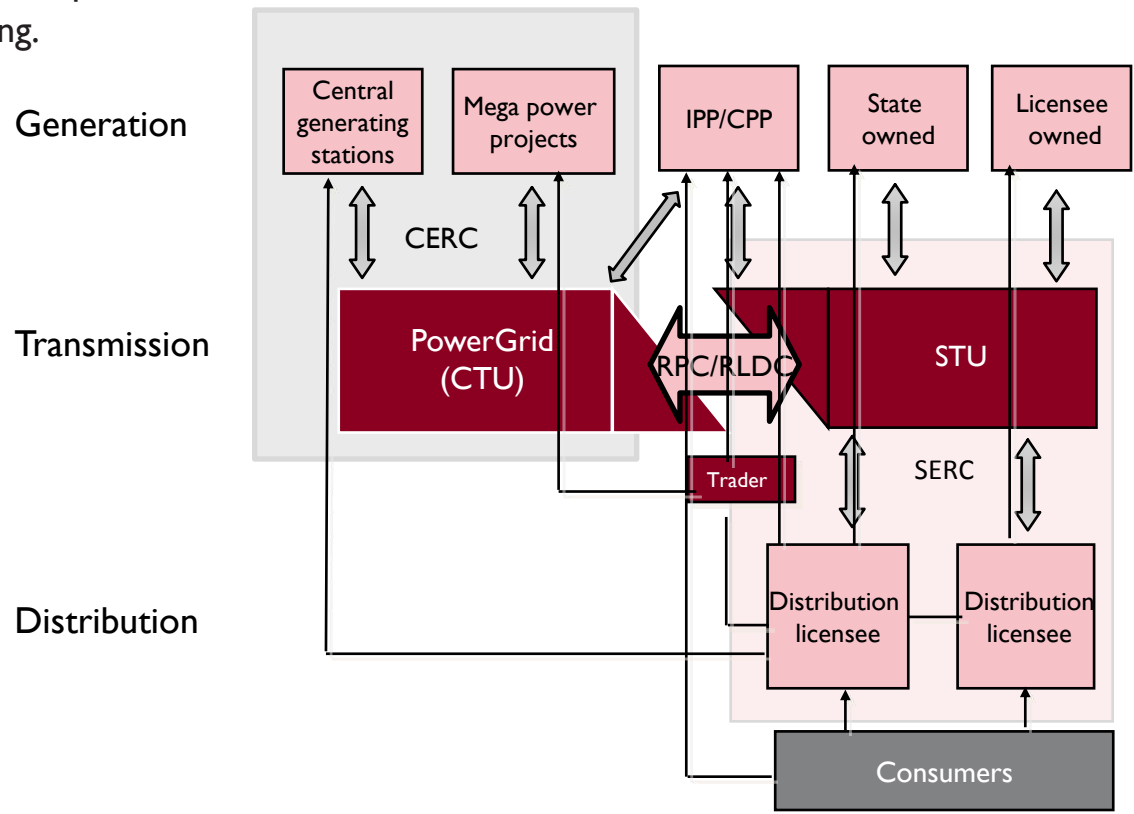 ng.
Generation
Central
generating
stations
Mega power
projects
IPP/CPP
State
owned
Licensee
owned
CERC
Transmission
PowerGrid
(CTU)
RPC/RLDC
STU
Trader
SERC
Distribution
Distribution
licensee
Distribution
licensee
Consumers